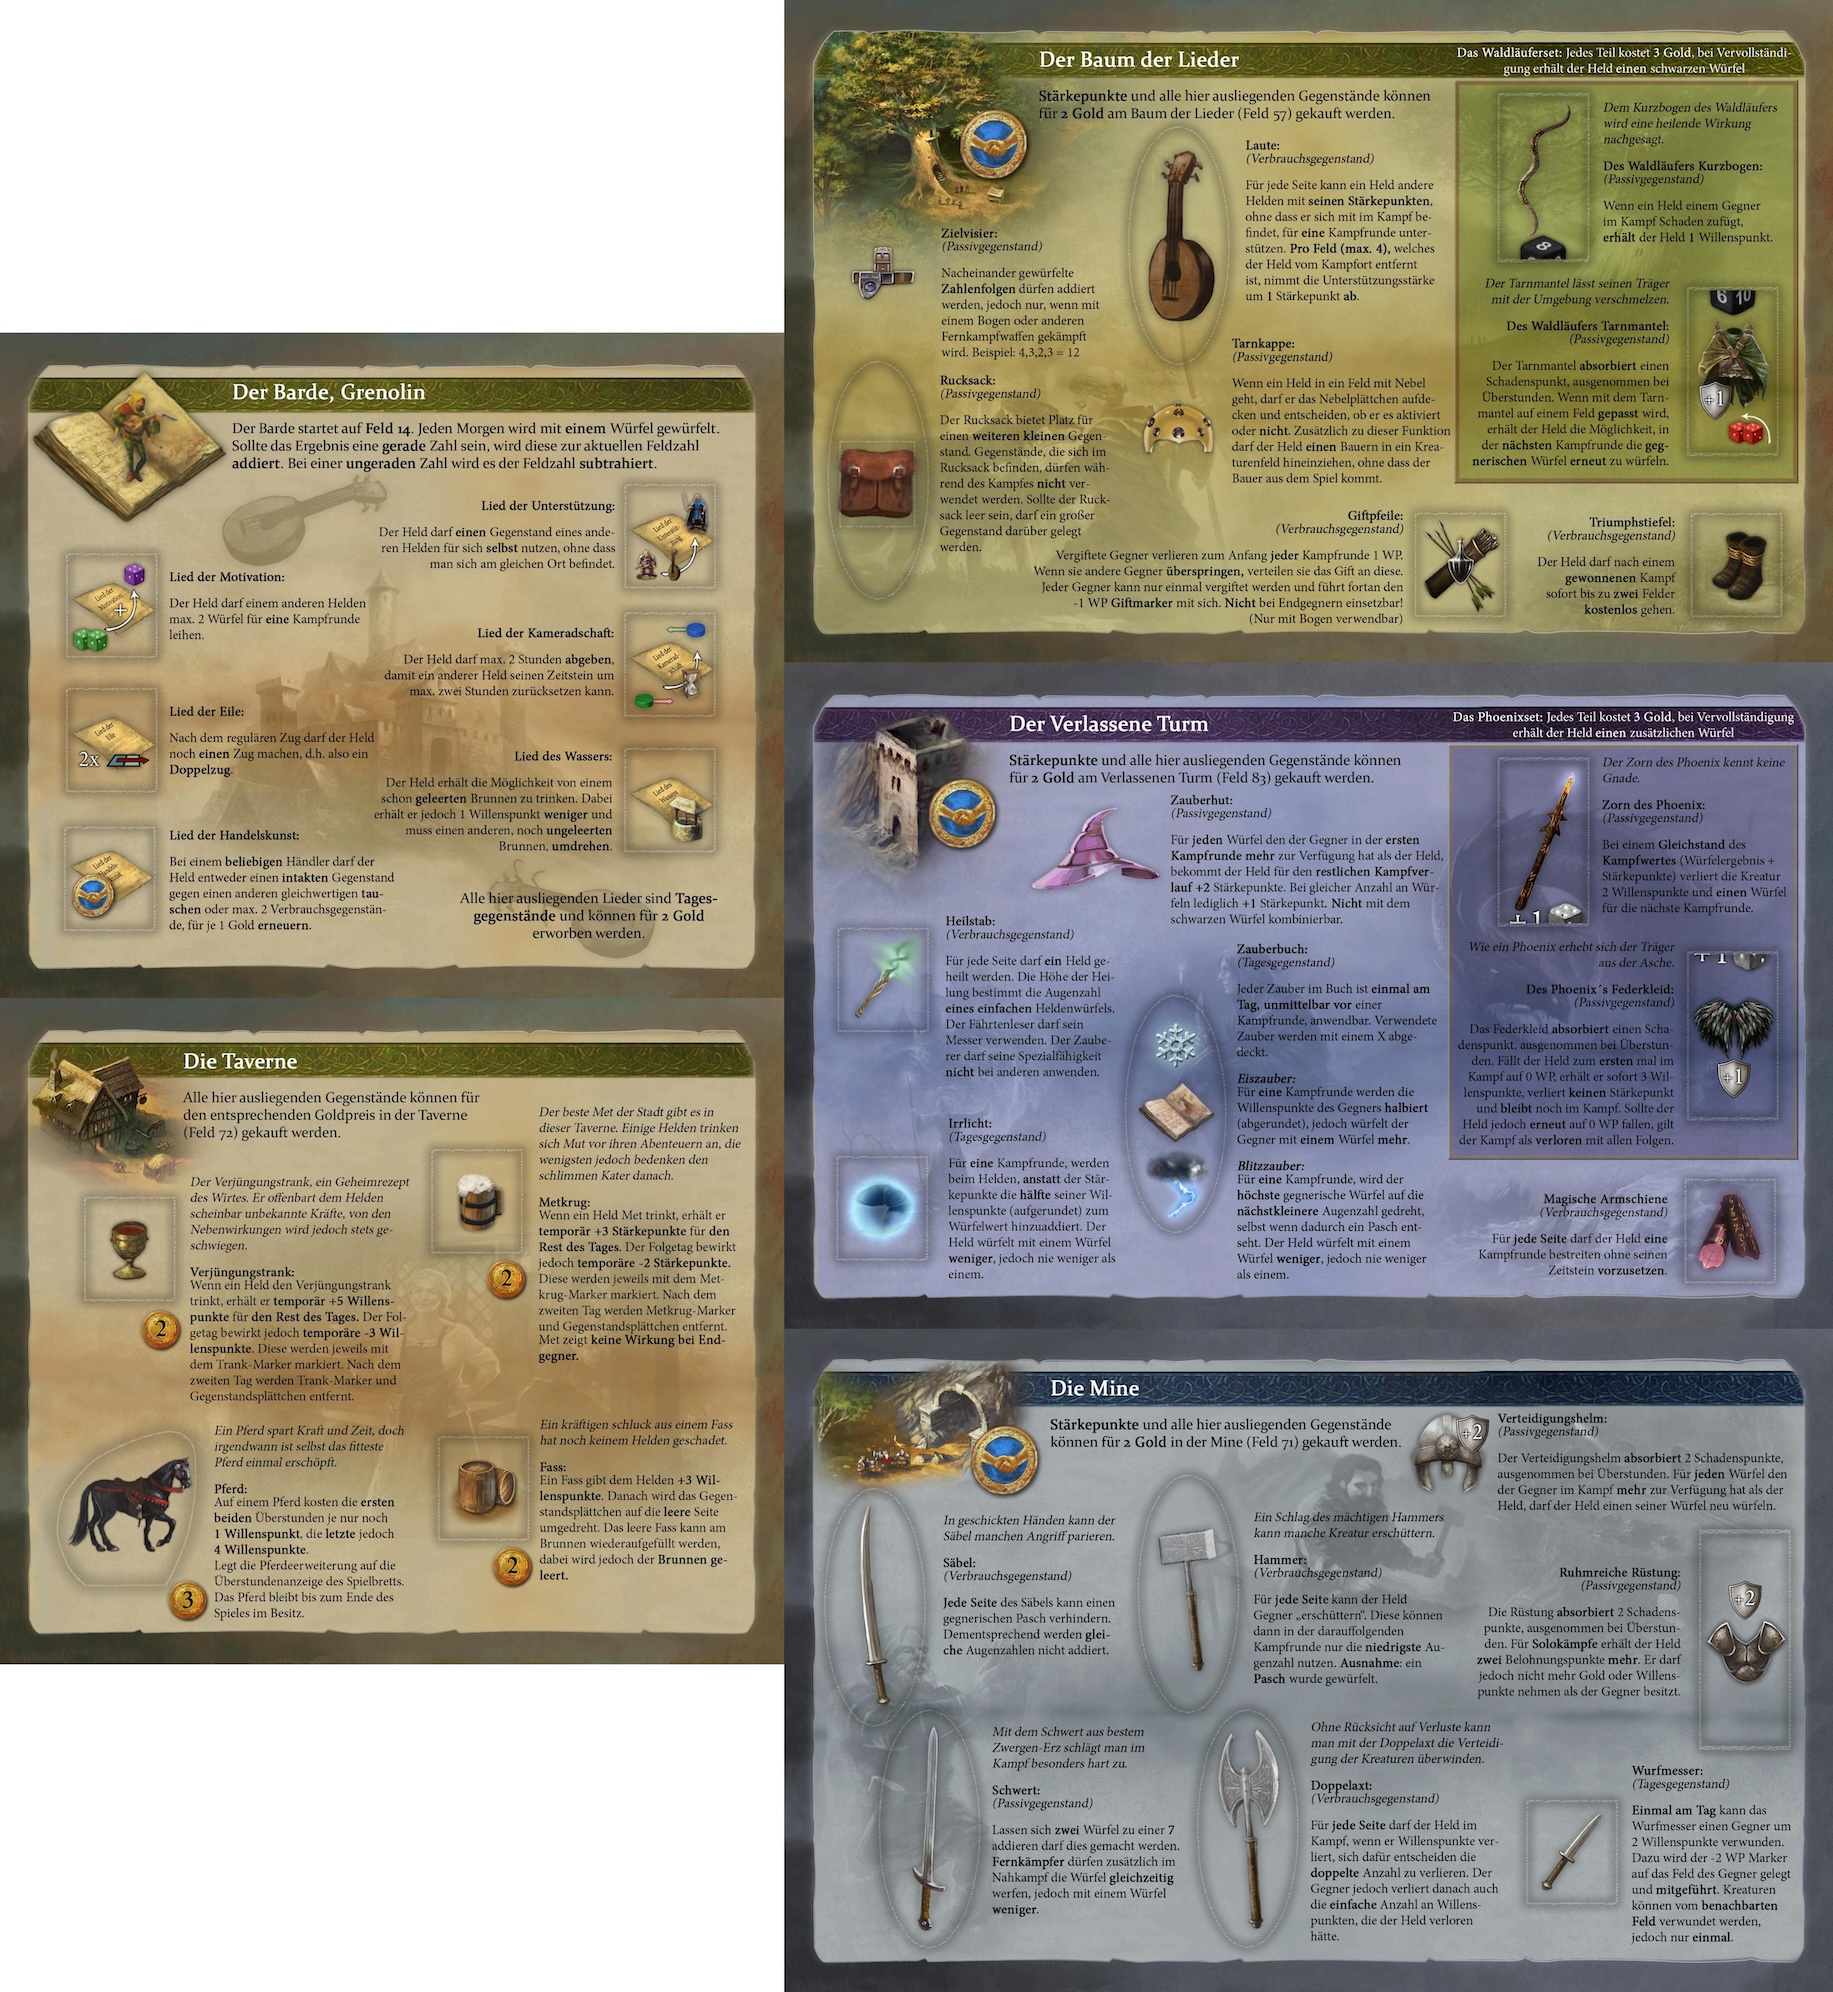 Der Baum der Lieder
Das Waldläuferset: Jedes Teil kostet 3 Gold, bei Vervollständi-
gung erhält der Held einen schwarzen Würfel
Stärkepunkte und alle hier ausliegenden Gegenstände können
für 2 Gold am Baum der Lieder (Feld 57) gekauft werden.
Zielvisier:
(Passivgegenstand)
Nacheinander gewürfelte
Zahlenfolgen dürfen addiert
werden, jedoch nur, wenn mit
einem Bogen oder anderen
Fernkampfwaffen gekämpft
wird. Beispiel: 4,3,2,3 = 12
Rucksack:
(Passivgegenstand)
Der Rucksack bietet Platz für
einen weiteren kleinen Gegen-
stand. Gegenstände, die sich im
Rucksack befinden, dürfen wäh-
rend des Kampfes nicht ver-
wendet werden. Sollte der Ruck-
sack leer sein, darf ein großer
Gegenstand darüber gelegt
werden.
Laute:
(Verbrauchsgegenstand)
Für jede Seite kann ein Held andere
Helden mit seinen Stärkepunkten,
ohne dass er sich mit im Kampf be-
findet, für eine Kampfrunde unter-
stützen. Pro Feld (max. 4), welches
der Held vom Kampfort entfernt
ist, nimmt die Unterstützungsstärke
um 1 Stärkepunkt ab.
Tarnkappe:
(Passivgegenstand)
Wenn ein Held in ein Feld mit Nebel
geht, darf er das Nebelplättchen aufde-
cken und entscheiden, ob er es aktiviert
oder nicht. Zusätzlich zu dieser Funktion
darf der Held einen Bauern in ein Krea-
turenfeld hineinziehen, ohne dass der
Bauer aus dem Spiel kommt.
Dem Kurzbogen des Waldläufers
wird eine heilende Wirkung
nachgesagt.
Des Waldläufers Kurzbogen:
(Passivgegenstand)
Wenn ein Held einem Gegner
im Kampf Schaden zufügt,
erhält der Held 1 Willenspunkt.
8
Der Tarnmantel lässt seinen Träger
mit der Umgebung verschmelzen.
Des Waldläufers Tarnmantel:
(Passivgegenstand)
Der Tarnmantel absorbiert einen
Schadenspunkt, ausgenommen bei
Überstunden. Wenn mit dem Tarn-
mantel auf einem Feld gepasst wird,
erhält der Held die Möglichkeit, in
der nächsten Kampfrunde die geg-
nerischen Würfel erneut zu würfeln.
6 10
+1
Giftpfeile:
(Verbrauchsgegenstand)
Vergiftete Gegner verlieren zum Anfang jeder Kampfrunde 1 WP.
Wenn sie andere Gegner überspringen, verteilen sie das Gift an diese.
Jeder Gegner kann nur einmal vergiftet werden und führt fortan den
-1 WP Giftmarker mit sich. Nicht bei Endgegnern einsetzbar!
(Nur mit Bogen verwendbar)
Triumphstiefel:
(Verbrauchsgegenstand)
Der Held darf nach einem
gewonnenen Kampf
sofort bis zu zwei Felder
kostenlos gehen.
Der Barde, Grenolin
Der Barde startet auf Feld 14. Jeden Morgen wird mit einem Würfel gewürfelt.
Sollte das Ergebnis eine gerade Zahl sein, wird diese zur aktuellen Feldzahl
addiert. Bei einer ungeraden Zahl wird es der Feldzahl subtrahiert.
Lied der Motivation:
Der Held darf einem anderen Helden
max. 2 Würfel für eine Kampfrunde
leihen.
Lied der
Motivation
+
Lied der Eile:
Nach dem regulären Zug darf der Held
noch einen Zug machen, d.h. also ein
Doppelzug.
Lied der
Eile
2x
Lied der Handelskunst:
Bei einem beliebigen Händler darf der
Held entweder einen intakten Gegenstand
gegen einen anderen gleichwertigen tau-
schen oder max. 2 Verbrauchsgegenstän-
de, für je 1 Gold erneuern.
Lied der
Handels-
kunst
Lied der Unterstützung:
Der Held darf einen Gegenstand eines ande-
ren Helden für sich selbst nutzen, ohne dass
man sich am gleichen Ort befindet.
Lied der
Unterstüt-
zung
Lied der Kameradschaft:
Der Held darf max. 2 Stunden abgeben,
damit ein anderer Held seinen Zeitstein um
max. zwei Stunden zurücksetzen kann.
Lied der
Kamerad-
schaft
Lied des Wassers:
Der Held erhält die Möglichkeit von einem
schon geleerten Brunnen zu trinken. Dabei
erhält er jedoch 1 Willenspunkt weniger und
muss einen anderen, noch ungeleerten
Brunnen, umdrehen.
Lied des
Wassers
Alle hier ausliegenden Lieder sind Tages-
gegenstände und können für 2 Gold
erworben werden.
Der Verlassene Turm
Das Phoenixset: Jedes Teil kostet 3 Gold, bei Vervollständigung
erhält der Held einen zusätzlichen Würfel
Stärkepunkte und alle hier ausliegenden Gegenstände können
für 2 Gold am Verlassenen Turm (Feld 83) gekauft werden.
Zauberhut:
(Passivgegenstand)
Für jeden Würfel den der Gegner in der ersten
Kampfrunde mehr zur Verfügung hat als der Held,
bekommt der Held für den restlichen Kampfver-
lauf +2 Stärkepunkte. Bei gleicher Anzahl an Wür-
feln lediglich +1 Stärkepunkt. Nicht mit dem
schwarzen Würfel kombinierbar.
Heilstab:
(Verbrauchsgegenstand)
Für jede Seite darf ein Held ge-
heilt werden. Die Höhe der Hei-
lung bestimmt die Augenzahl
eines einfachen Heldenwürfels.
Der Fährtenleser darf sein
Messer verwenden. Der Zaube-
rer darf seine Spezialfähigkeit
nicht bei anderen anwenden.
Irrlicht:
(Tagesgegenstand)
Für eine Kampfrunde, werden
beim Helden, anstatt der Stär-
kepunkte die hälfte seiner Wil-
lenspunkte (aufgerundet) zum
Würfelwert hinzuaddiert. Der
Held würfelt mit einem Würfel
weniger, jedoch nie weniger als
einem.
Zauberbuch:
(Tagesgegenstand)
Jeder Zauber im Buch ist einmal am
Tag, unmittelbar vor einer
Kampfrunde, anwendbar. Verwendete
Zauber werden mit einem X abge-
deckt.
Eiszauber:
Für eine Kampfrunde werden die
Willenspunkte des Gegners halbiert
(abgerundet), jedoch würfelt der
Gegner mit einem Würfel mehr.
Blitzzauber:
Für eine Kampfrunde, wird der
höchste gegnerische Würfel auf die
nächstkleinere Augenzahl gedreht,
selbst wenn dadurch ein Pasch ent-
seht. Der Held würfelt mit einem
Würfel weniger, jedoch nie weniger
als einem.
Der Zorn des Phoenix kennt keine
Gnade.
Zorn des Phoenix:
(Passivgegenstand)
Bei einem Gleichstand des
Kampfwertes (Würfelergebnis +
Stärkepunkte) verliert die Kreatur
2 Willenspunkte und einen Würfel
für die nächste Kampfrunde.
+1
Wie ein Phoenix erhebt sich der Träger
aus der Asche.
Des Phoenix´s Federkleid:
(Passivgegenstand)
Das Federkleid absorbiert einen Scha-
denspunkt, ausgenommen bei Überstun-
den. Fällt der Held zum ersten mal im
Kampf auf 0 WP, erhält er sofort 3 Wil-
lenspunkte, verliert keinen Stärkepunkt
und bleibt noch im Kampf. Sollte der
Held jedoch erneut auf 0 WP fallen, gilt
der Kampf als verloren mit allen Folgen.
+1
+1
Magische Armschiene
(Verbrauchsgegenstand)
Für jede Seite darf der Held eine
Kampfrunde bestreiten ohne seinen
Zeitstein vorzusetzen.
Die Taverne
Alle hier ausliegenden Gegenstände können für
den entsprechenden Goldpreis in der Taverne
(Feld 72) gekauft werden.
Der Verjüngungstrank, ein Geheimrezept
des Wirtes. Er offenbart dem Helden
scheinbar unbekannte Kräfte, von den
Nebenwirkungen wird jedoch stets ge-
schwiegen.
Verjüngungstrank:
Wenn ein Held den Verjüngungstrank
trinkt, erhält er temporär +5 Willens-
punkte für den Rest des Tages. Der Fol-
getag bewirkt jedoch temporäre -3 Wil-
lenspunkte. Diese werden jeweils mit
dem Trank-Marker markiert. Nach dem
zweiten Tag werden Trank-Marker und
Gegenstandsplättchen entfernt.
2
Der beste Met der Stadt gibt es in
dieser Taverne. Einige Helden trinken
sich Mut vor ihren Abenteuern an, die
wenigsten jedoch bedenken den
schlimmen Kater danach.
Metkrug:
Wenn ein Held Met trinkt, erhält er
temporär +3 Stärkepunkte für den
Rest des Tages. Der Folgetag bewirkt
jedoch temporäre -2 Stärkepunkte.
Diese werden jeweils mit dem Met-
krug-Marker markiert. Nach dem
zweiten Tag werden Metkrug-Marker
und Gegenstandsplättchen entfernt.
Met zeigt keine Wirkung bei End-
gegner.
2
Ein Pferd spart Kraft und Zeit, doch
irgendwann ist selbst das fitteste
Pferd einmal erschöpft.
Pferd:
Auf einem Pferd kosten die ersten
beiden Überstunden je nur noch
1 Willenspunkt, die letzte jedoch
4 Willenspunkte.
Legt die Pferdeerweiterung auf die
Überstundenanzeige des Spielbretts.
Das Pferd bleibt bis zum Ende des
Spieles im Besitz.
3
Ein kräftigen schluck aus einem Fass
hat noch keinem Helden geschadet.
Fass:
Ein Fass gibt dem Helden +3 Wil-
lenspunkte. Danach wird das Gegen-
standsplättchen auf die leere Seite
umgedreht. Das leere Fass kann am
Brunnen wiederaufgefüllt werden,
dabei wird jedoch der Brunnen ge-
leert.
2
Die Mine
Stärkepunkte und alle hier ausliegenden Gegenstände
können für 2 Gold in der Mine (Feld 71) gekauft werden.
+2
Verteidigungshelm:
(Passivgegenstand)
Der Verteidigungshelm absorbiert 2 Schadenspunkte,
ausgenommen bei Überstunden. Für jeden Würfel den
der Gegner im Kampf mehr zur Verfügung hat als der
Held, darf der Held einen seiner Würfel neu würfeln.
In geschickten Händen kann der
Säbel manchen Angriff parieren.
Säbel:
(Verbrauchsgegenstand)
Jede Seite des Säbels kann einen
gegnerischen Pasch verhindern.
Dementsprechend werden glei-
che Augenzahlen nicht addiert.
Ein Schlag des mächtigen Hammers
kann manche Kreatur erschüttern.
Hammer:
(Verbrauchsgegenstand)
Für jede Seite kann der Held
Gegner „erschüttern“. Diese können
dann in der darauffolgenden
Kampfrunde nur die niedrigste Au-
genzahl nutzen. Ausnahme: ein
Pasch wurde gewürfelt.
Ruhmreiche Rüstung:
(Passivgegenstand)
Die Rüstung absorbiert 2 Schadens-
punkte, ausgenommen bei Überstun-
den. Für Solokämpfe erhält der Held
zwei Belohnungspunkte mehr. Er darf
jedoch nicht mehr Gold oder Willens-
punkte nehmen als der Gegner besitzt.
+2
Mit dem Schwert aus bestem
Zwergen-Erz schlägt man im
Kampf besonders hart zu.
Schwert:
(Passivgegenstand)
Lassen sich zwei Würfel zu einer 7
addieren darf dies gemacht werden.
Fernkämpfer dürfen zusätzlich im
Nahkampf die Würfel gleichzeitig
werfen, jedoch mit einem Würfel
weniger.
Ohne Rücksicht auf Verluste kann
man mit der Doppelaxt die Verteidi-
gung der Kreaturen überwinden.
Doppelaxt:
(Verbrauchsgegenstand)
Für jede Seite darf der Held im
Kampf, wenn er Willenspunkte ver-
liert, sich dafür entscheiden die
doppelte Anzahl zu verlieren. Der
Gegner jedoch verliert danach auch
die einfache Anzahl an Willens-
punkten, die der Held verloren
hätte.
Wurfmesser:
(Tagesgegenstand)
Einmal am Tag kann das
Wurfmesser einen Gegner um
2 Willenspunkte verwunden.
Dazu wird der -2 WP Marker
auf das Feld des Gegner gelegt
und mitgeführt. Kreaturen
können vom benachbarten
Feld verwundet werden,
jedoch nur einmal.